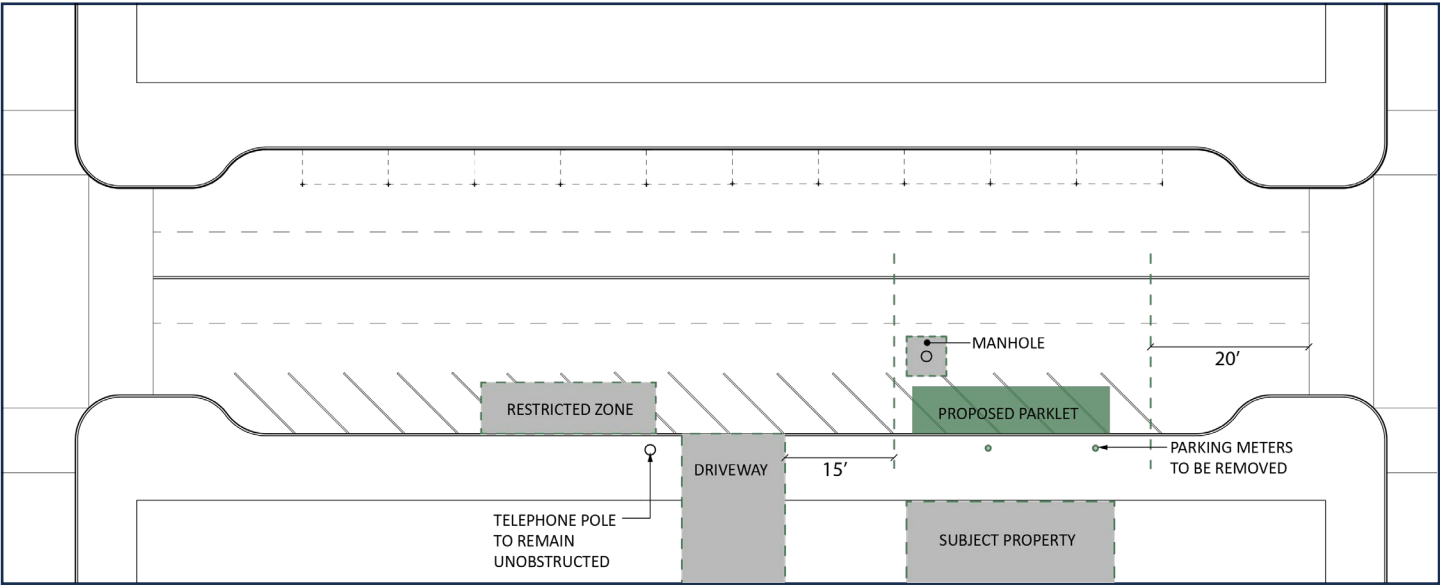 MANHOLE
20’
RESTRICTED ZONE
PROPOSED PARKLET
DRIVEWAY
15’
PARKING METERS
TO BE REMOVED
TELEPHONE POLE
TO REMAIN
UNOBSTRUCTED
SUBJECT PROPERTY